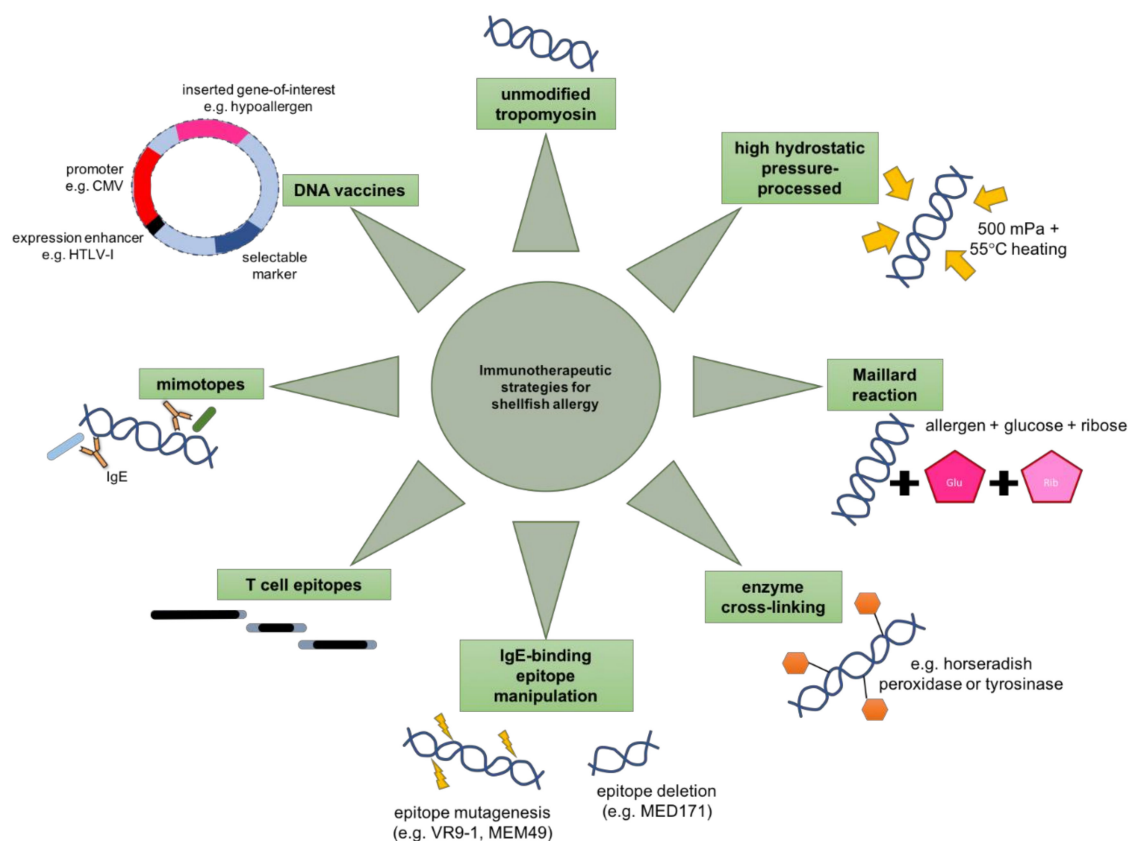 unmodified
tropomyosin
high hydrostatic
pressure-
processed
500 mPa +
55°C heating
Maillard
reaction
allergen + glucose + ribose
Glu
Rib
enzyme
cross-linking
e.g. horseradish
peroxidase or tyrosinase
IgE-binding
epitope
manipulation
epitope mutagenesis
(e.g. VR9-1, MEM49)
epitope deletion
(e.g. MED171)
T cell epitopes
mimotopes
IgE
DNA vaccines
inserted gene-of-interest
e.g. hypoallergen
promoter
e.g. CMV
expression enhancer
e.g. HTLV-I
selectable
marker
Immunotherapeutic
strategies for
shellfish allergy